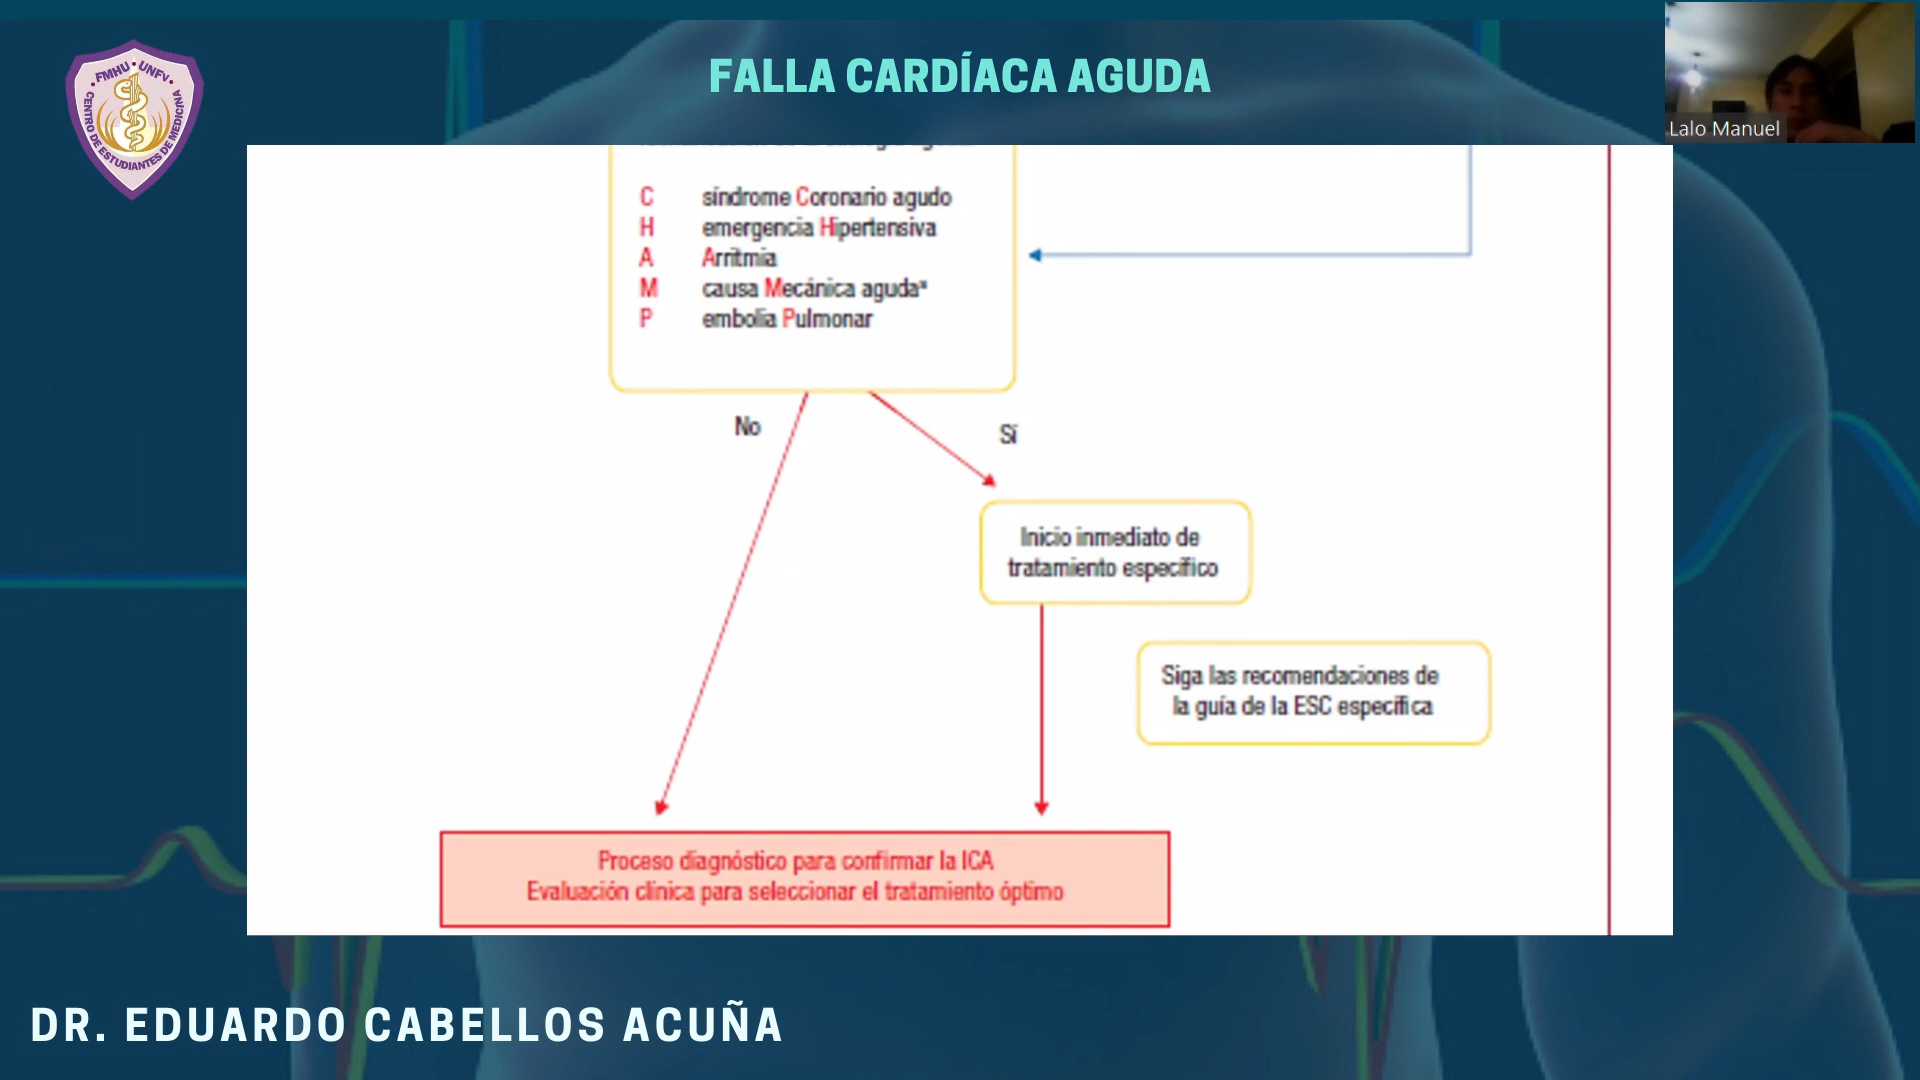 FALLA CARDÍACA AGUDA
FMHU · UNFV
CENTRO DE ESTUDIANTES DE MEDICINA
Lalo Manuel
C síndrome Coronario agudo
H emergencia Hipertensiva
A Arritmia
M causa Mecánica aguda*
P embolia Pulmonar
No
Sí
Inicio inmediato de
tratamiento específico
Siga las recomendaciones de
la guía de la ESC específica
Proceso diagnóstico para confirmar la ICA
Evaluación clínica para seleccionar el tratamiento óptimo
DR. EDUARDO CABELLOS ACUÑA